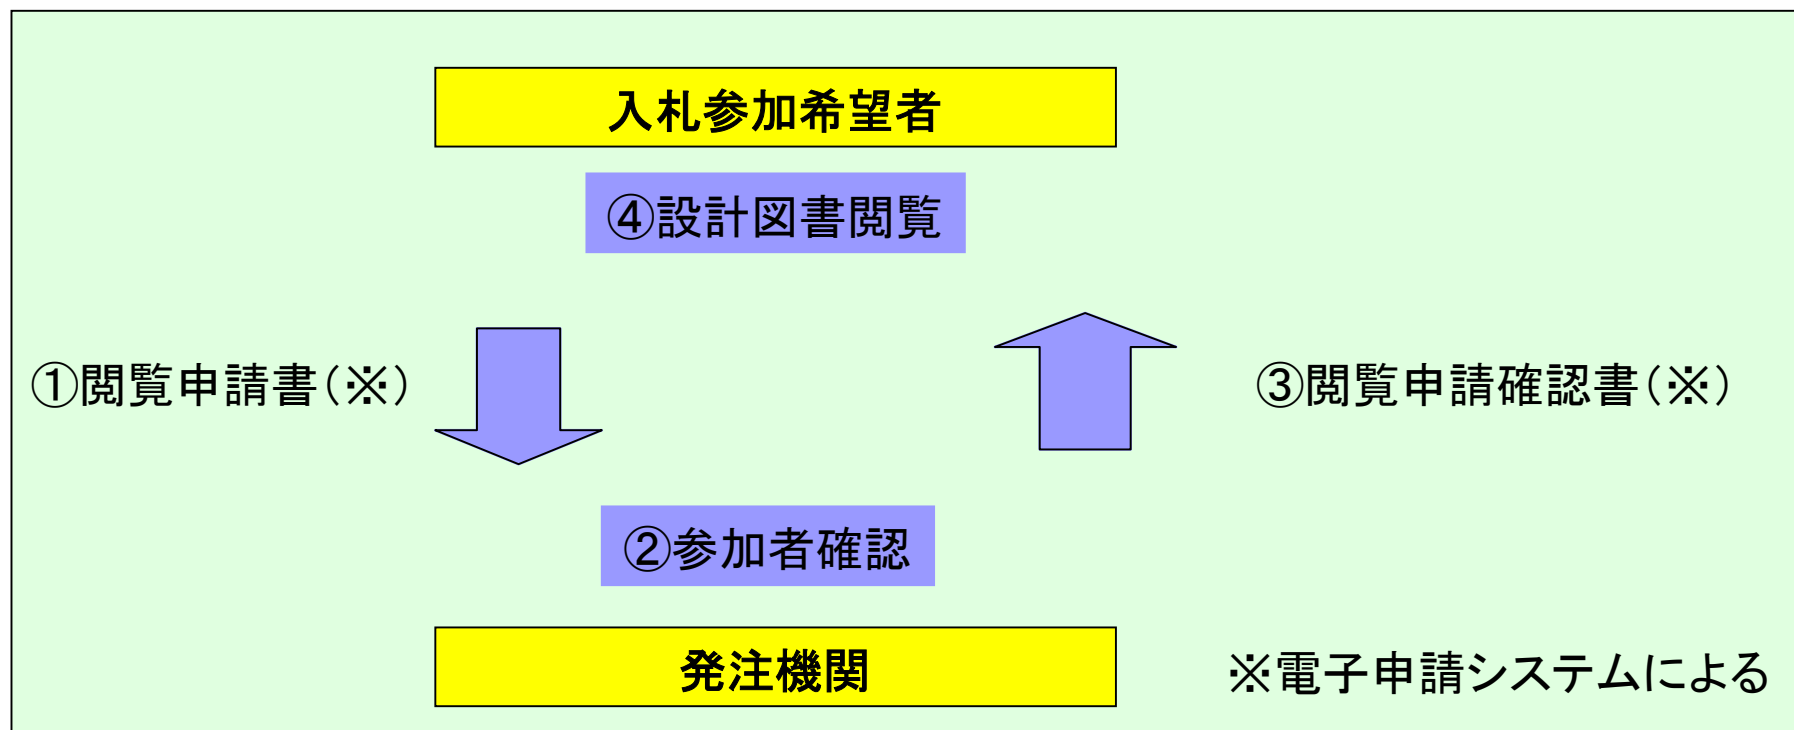 入札参加希望者
④設計図書閲覧
①閲覧申請書(※)
③閲覧申請確認書(※)
②参加者確認
発注機関
※電子申請システムによる